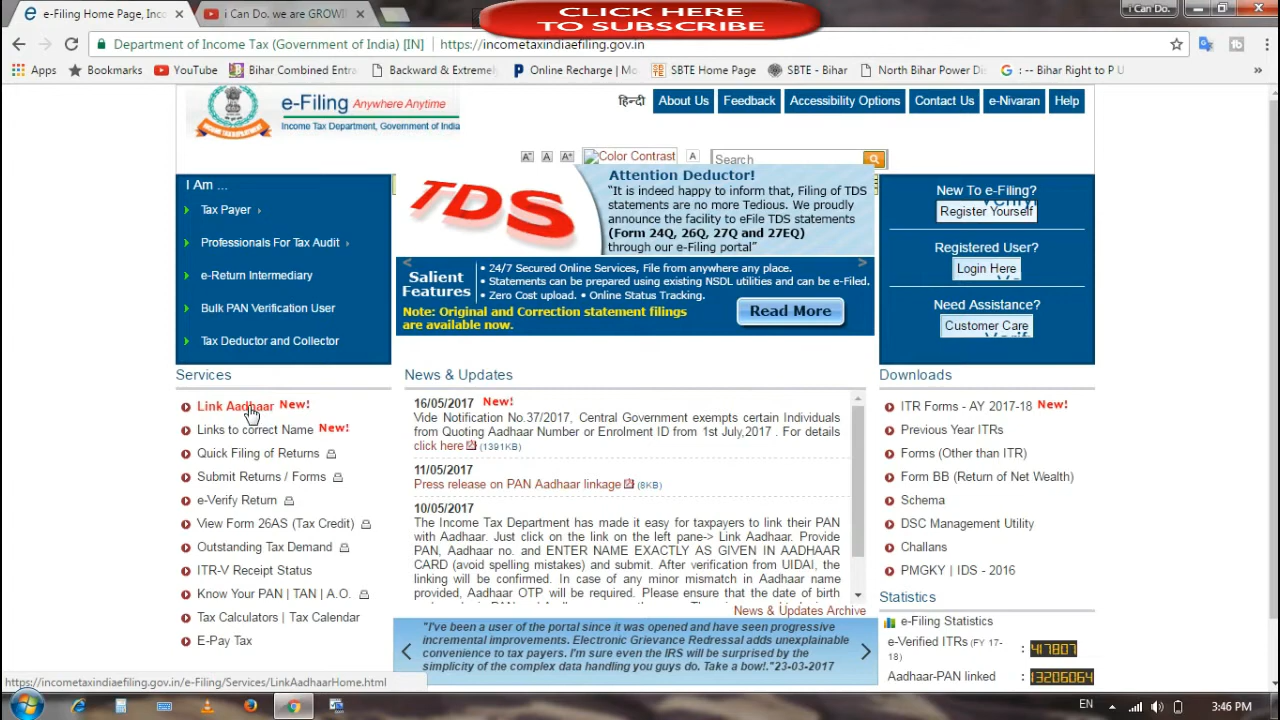 e-Filing Home Page, Inc
i Can Do. we are GROWI
CLICK HERE
TO SUBSCRIBE
i Can Do.
Department of Income Tax (Government of India) [IN]
https://incometaxindiaefiling.gov.in
Apps
Bookmarks
YouTube
Bihar Combined Entra
Backward & Extreme
Online Recharge | Mo
SBTE Home Page
SBTE - Bihar
North Bihar Power Dis
: -- Bihar Right to P U
»
e-Filing Anywhere Anytime
Income Tax Department, Government of India
हिन्दी
About Us
Feedback
Accessibility Options
Contact Us
e-Nivaran
Help
A- A A+
Color Contrast
A
Search
I Am ...
Tax Payer ›
Professionals For Tax Audit ›
e-Return Intermediary
Bulk PAN Verification User
Tax Deductor and Collector
TDS
Attention Deductor!
“It is indeed happy to inform that, Filing of TDS
statements are no more Tedious. We proudly
announce the facility to eFile TDS statements
(Form 24Q, 26Q, 27Q and 27EQ)
through our e-Filing portal”
Salient
Features
• 24/7 Secured Online Services, File from anywhere any place.
• Statements can be prepared using existing NSDL utilities and can be e-Filed.
• Zero Cost upload. • Online Status Tracking.
Note: Original and Correction statement filings
are available now.
Read More
New To e-Filing?
Register Yourself
Registered User?
Login Here
Need Assistance?
Customer Care
Services
Link Aadhaar New!
Links to correct Name New!
Quick Filing of Returns
Submit Returns / Forms
e-Verify Return
View Form 26AS (Tax Credit)
Outstanding Tax Demand
ITR-V Receipt Status
Know Your PAN | TAN | A.O.
Tax Calculators | Tax Calendar
E-Pay Tax
News & Updates
16/05/2017 New!
Vide Notification No.37/2017, Central Government exempts certain Individuals
from Quoting Aadhaar Number or Enrolment ID from 1st July,2017 . For details
click here (1391KB)
11/05/2017
Press release on PAN Aadhaar linkage (8KB)
10/05/2017
The Income Tax Department has made it easy for taxpayers to link their PAN
with Aadhaar. Just click on the link on the left pane-> Link Aadhaar. Provide
PAN, Aadhaar no. and ENTER NAME EXACTLY AS GIVEN IN AADHAAR
CARD (avoid spelling mistakes) and submit. After verification from UIDAI, the
linking will be confirmed. In case of any minor mismatch in Aadhaar name
provided, Aadhaar OTP will be required. Please ensure that the date of birth
News & Updates Archive
"I've been a user of the portal since it was opened and have seen progressive
incremental improvements. Electronic Grievance Redressal adds unexplainable
convenience to tax payers. I'm sure even the IRS will be surprised by the
simplicity of the complex data handling you guys do. Take a bow!."23-03-2017
Downloads
ITR Forms - AY 2017-18 New!
Previous Year ITRs
Forms (Other than ITR)
Form BB (Return of Net Wealth)
Schema
DSC Management Utility
Challans
PMGKY | IDS - 2016
Statistics
e-Filing Statistics
e-Verified ITRs (FY 17-
18) : 417807
Aadhaar-PAN linked : 13206064
https://incometaxindiaefiling.gov.in/e-Filing/Services/LinkAadhaarHome.html
EN
3:46 PM